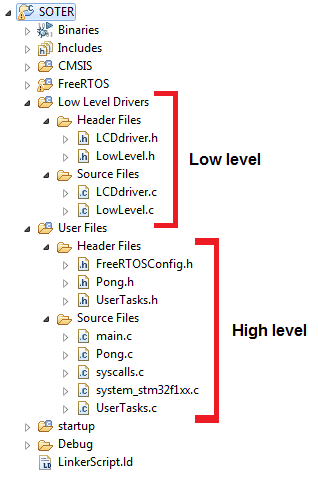 SOTER
Binaries
Includes
CMSIS
FreeRTOS
Low Level Drivers
Header Files
LCDdriver.h
LowLevel.h
Source Files
LCDdriver.c
LowLevel.c
Low level
User Files
Header Files
FreeRTOSConfig.h
Pong.h
UserTasks.h
Source Files
main.c
Pong.c
syscalls.c
system_stm32f1xx.c
UserTasks.c
High level
startup
Debug
LinkerScript.ld